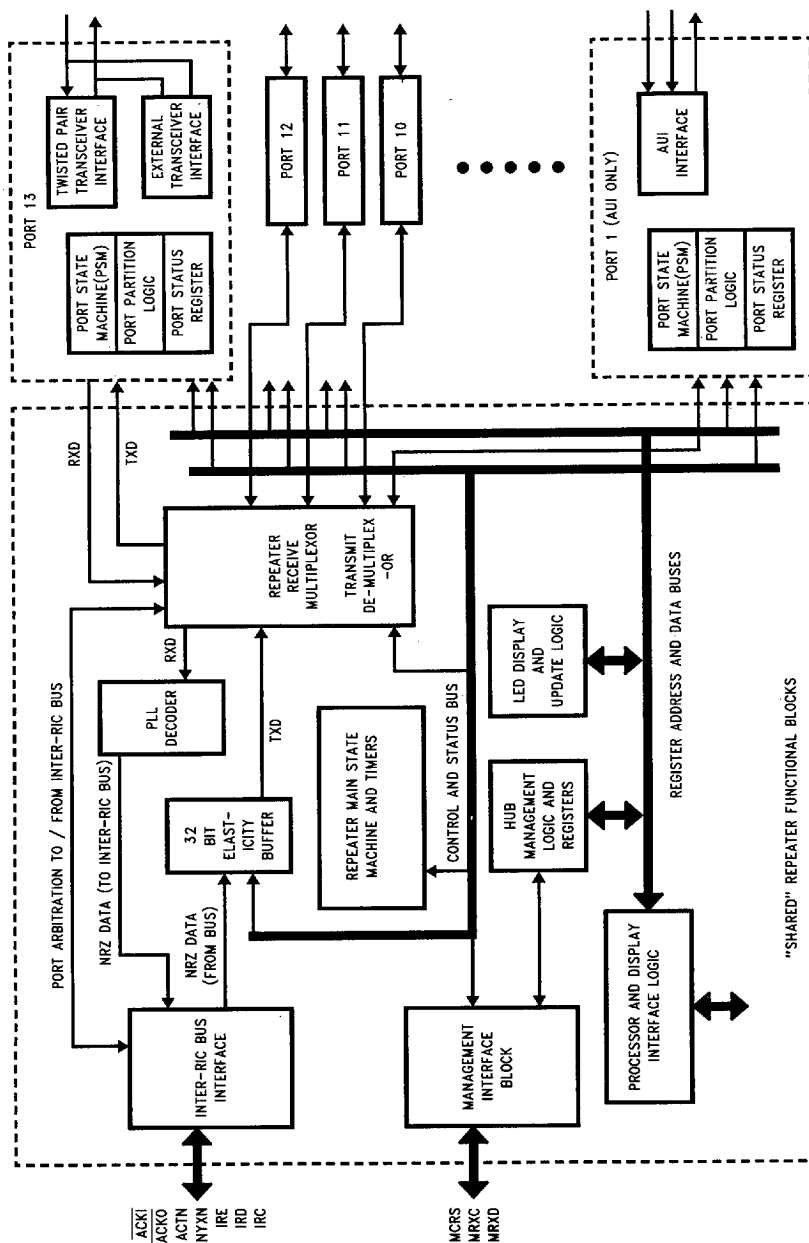 PORT 13
TWISTED PAIR
TRANSCEIVER
INTERFACE
EXTERNAL
TRANSCEIVER
INTERFACE
PORT STATE
MACHINE(PSM)
PORT PARTITION
LOGIC
PORT STATUS
REGISTER
PORT 12
PORT 11
PORT 10
PORT 1 (AUI ONLY)
AUI
INTERFACE
PORT STATE
MACHINE(PSM)
PORT PARTITION
LOGIC
PORT STATUS
REGISTER
RXD
TXD
REPEATER
RECEIVE
MULTIPLEXOR
TRANSMIT
DE-MULTIPLEX
-OR
PORT ARBITRATION TO / FROM INTER-RIC BUS
NRZ DATA (TO INTER-RIC BUS)
PLL
DECODER
RXD
TXD
32
BIT
ELAST-
ICITY
BUFFER
NRZ DATA
(FROM BUS)
REPEATER MAIN STATE
MACHINE AND TIMERS
CONTROL AND STATUS BUS
LED DISPLAY
AND
UPDATE LOGIC
HUB
MANAGEMENT
LOGIC AND
REGISTERS
REGISTER ADDRESS AND DATA BUSES
INTER-RIC BUS
INTERFACE
MANAGEMENT
INTERFACE
BLOCK
PROCESSOR AND DISPLAY
INTERFACE LOGIC
"SHARED" REPEATER FUNCTIONAL BLOCKS
ACKI
ACKO
ACTN
NYXN
IRE
IRD
IRC
MCRS
MRXC
MRXD